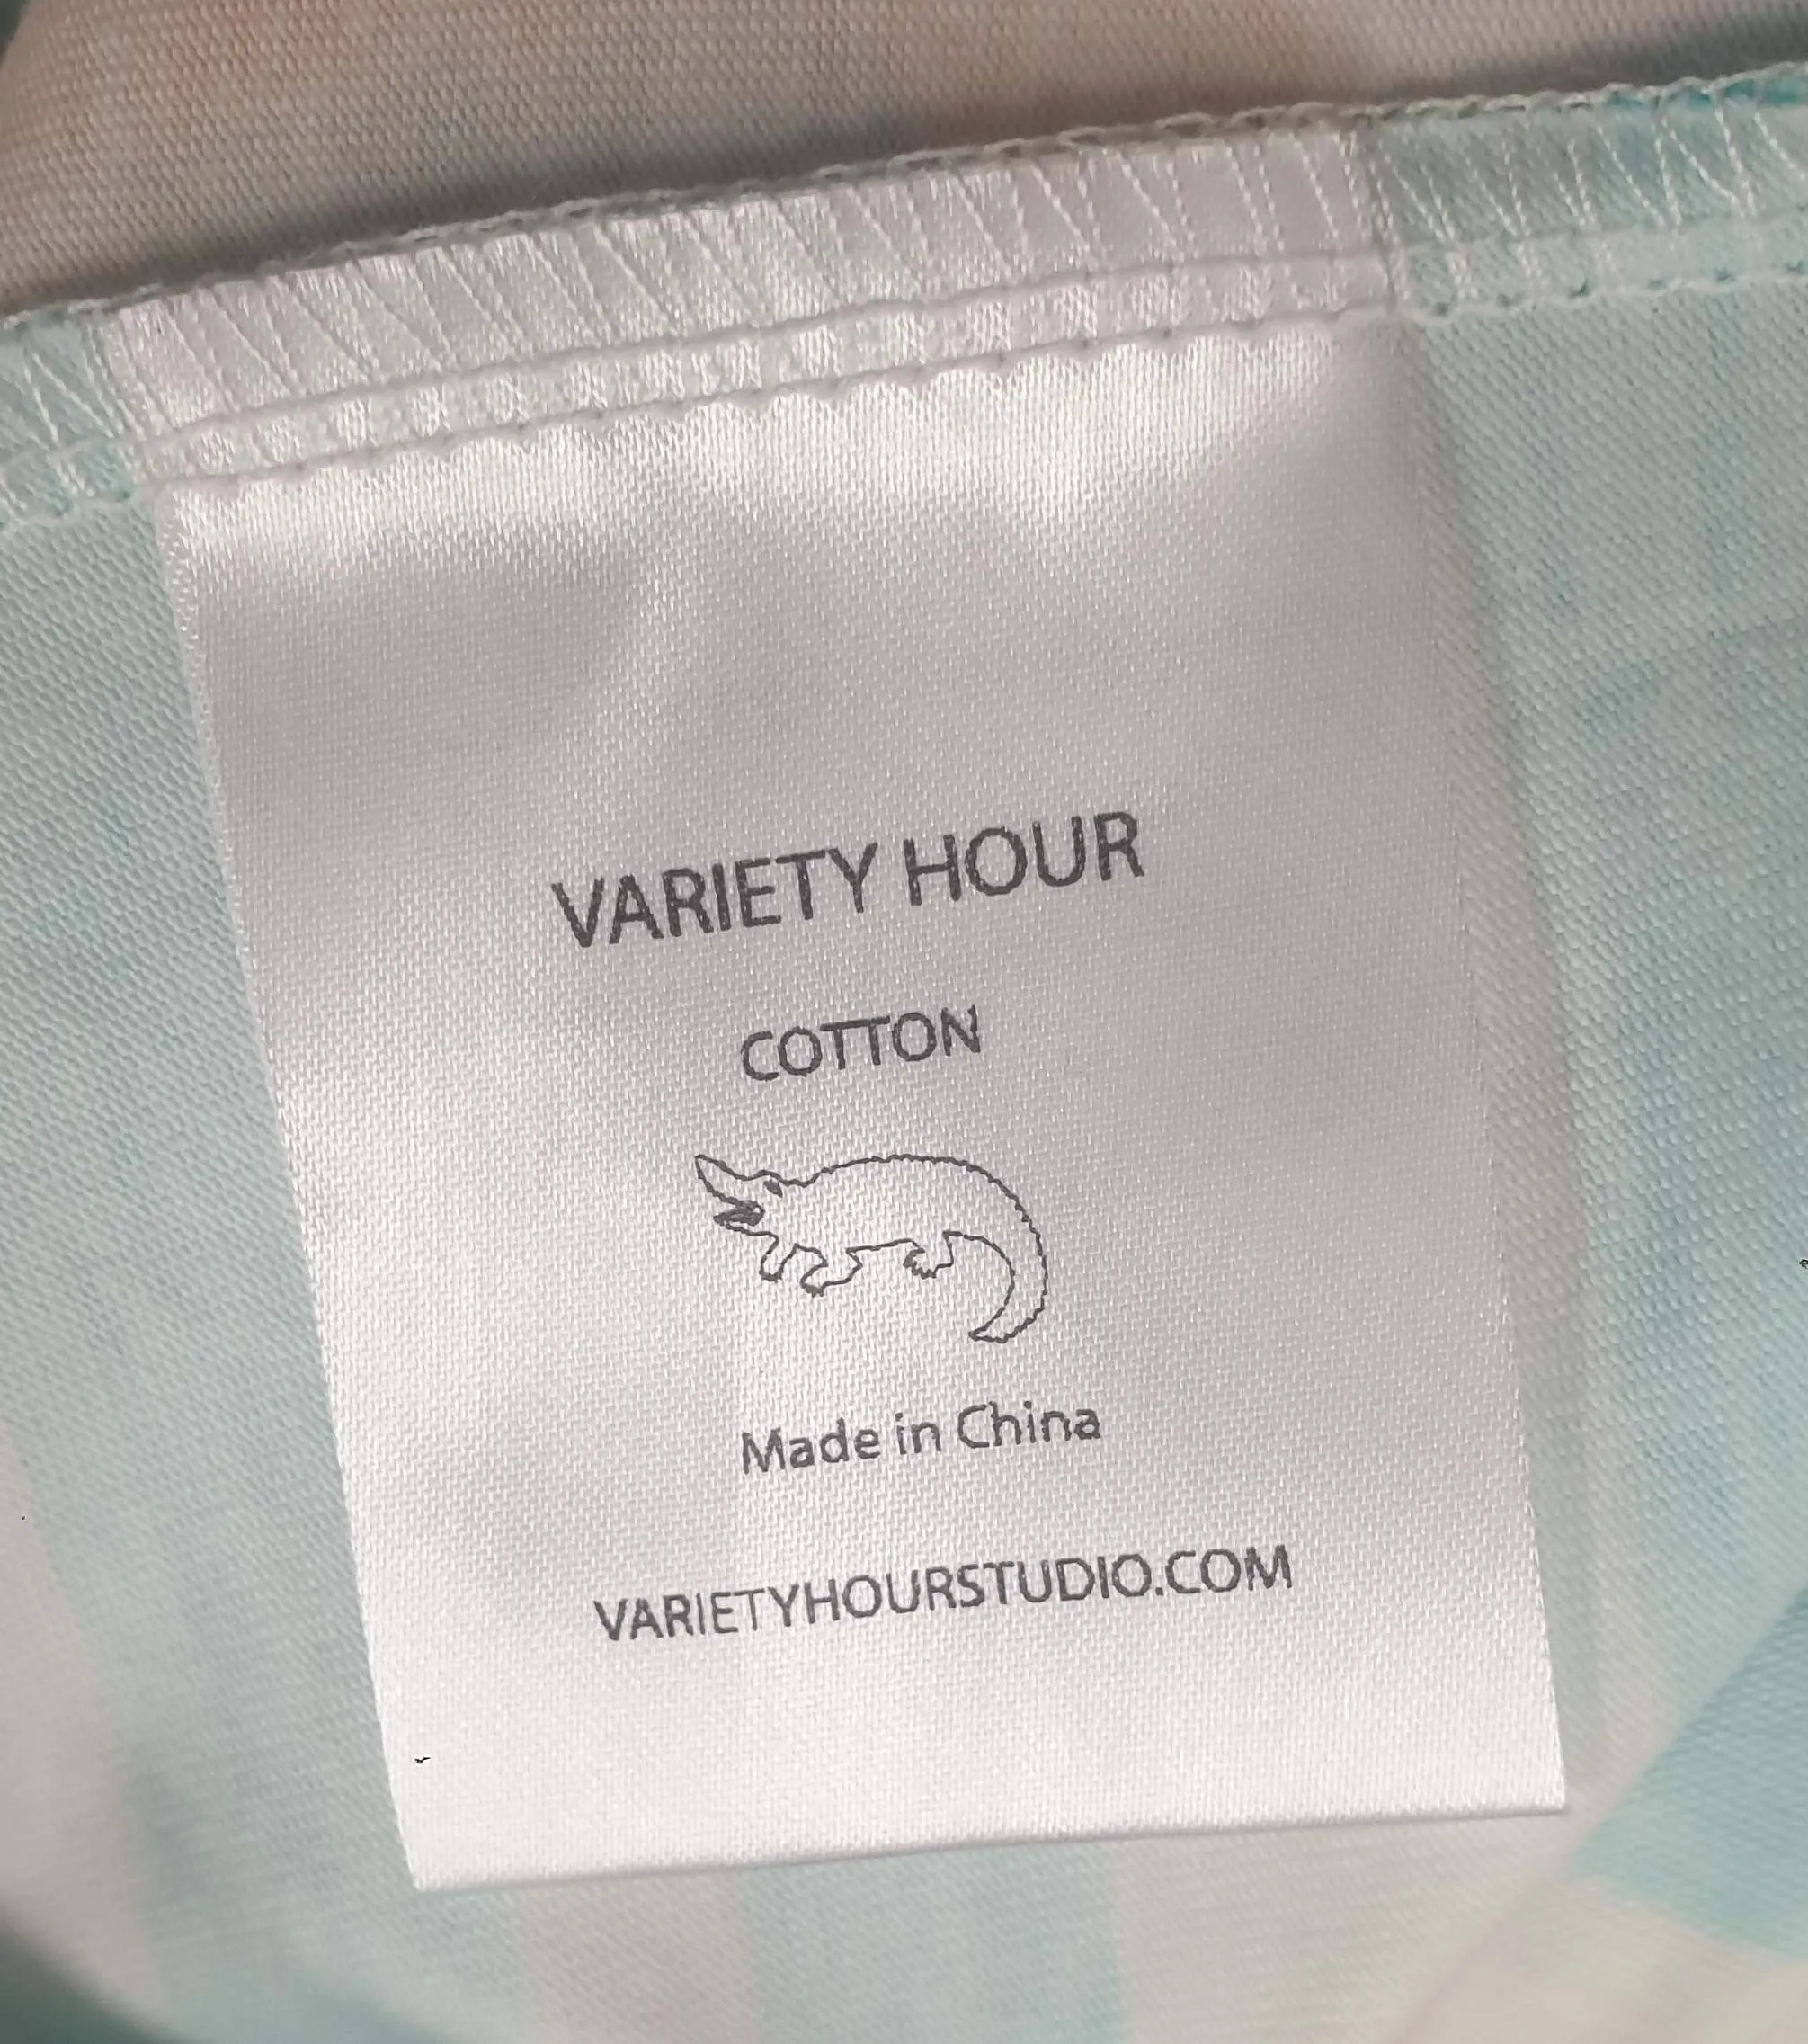 VARIETY HOUR
COTTON
Made in China
VARIETYHOURSTUDIO.COM